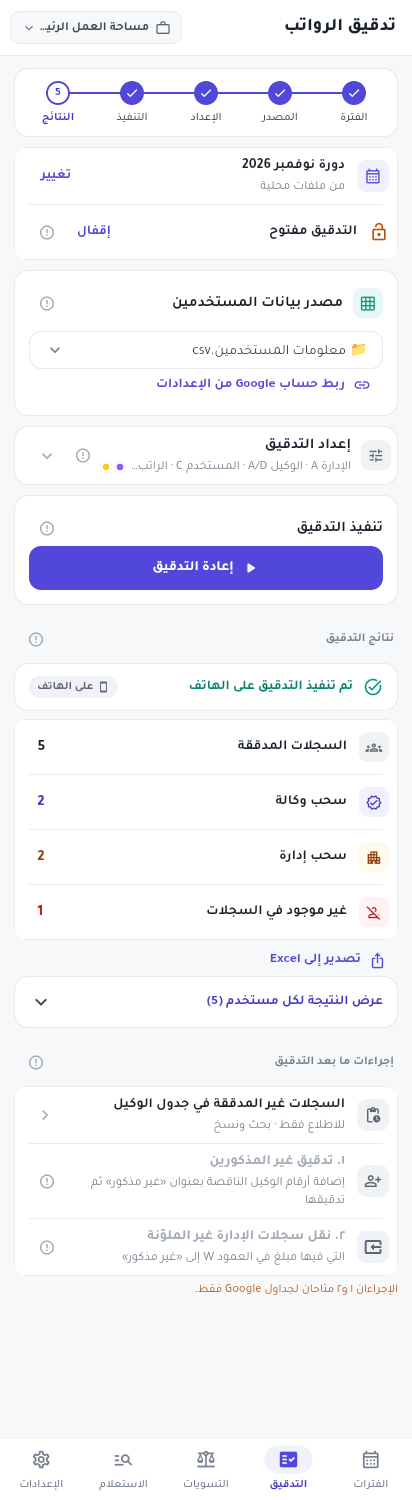 تدقيق الرواتب
مساحة العمل الرئيـ...
الفترة
المصدر
الإعداد
التنفيذ
5
النتائج
دورة نوفمبر 2026
من ملفات محلية
تغيير
التدقيق مفتوح
إقفال
مصدر بيانات المستخدمين
📁 معلومات المستخدمين.csv
ربط حساب Google من الإعدادات
إعداد التدقيق
الإدارة A · الوكيل A/D · المستخدم C · الراتب...
تنفيذ التدقيق
إعادة التدقيق
نتائج التدقيق
تم تنفيذ التدقيق على الهاتف
على الهاتف
السجلات المدققة
5
سحب وكالة
2
سحب إدارة
2
غير موجود في السجلات
1
تصدير إلى Excel
عرض النتيجة لكل مستخدم (5)
إجراءات ما بعد التدقيق
السجلات غير المدققة في جدول الوكيل
للاطلاع فقط · بحث ونسخ
١. تدقيق غير المذكورين
إضافة أرقام الوكيل الناقصة بعنوان «غير مذكور» ثم
تدقيقها
٢. نقل سجلات الإدارة غير الملوّنة
التي فيها مبلغ في العمود W إلى «غير مذكور»
الإجراءان ١ و٢ متاحان لجداول Google فقط.
الفترات
التدقيق
التسويات
الاستعلام
الإعدادات